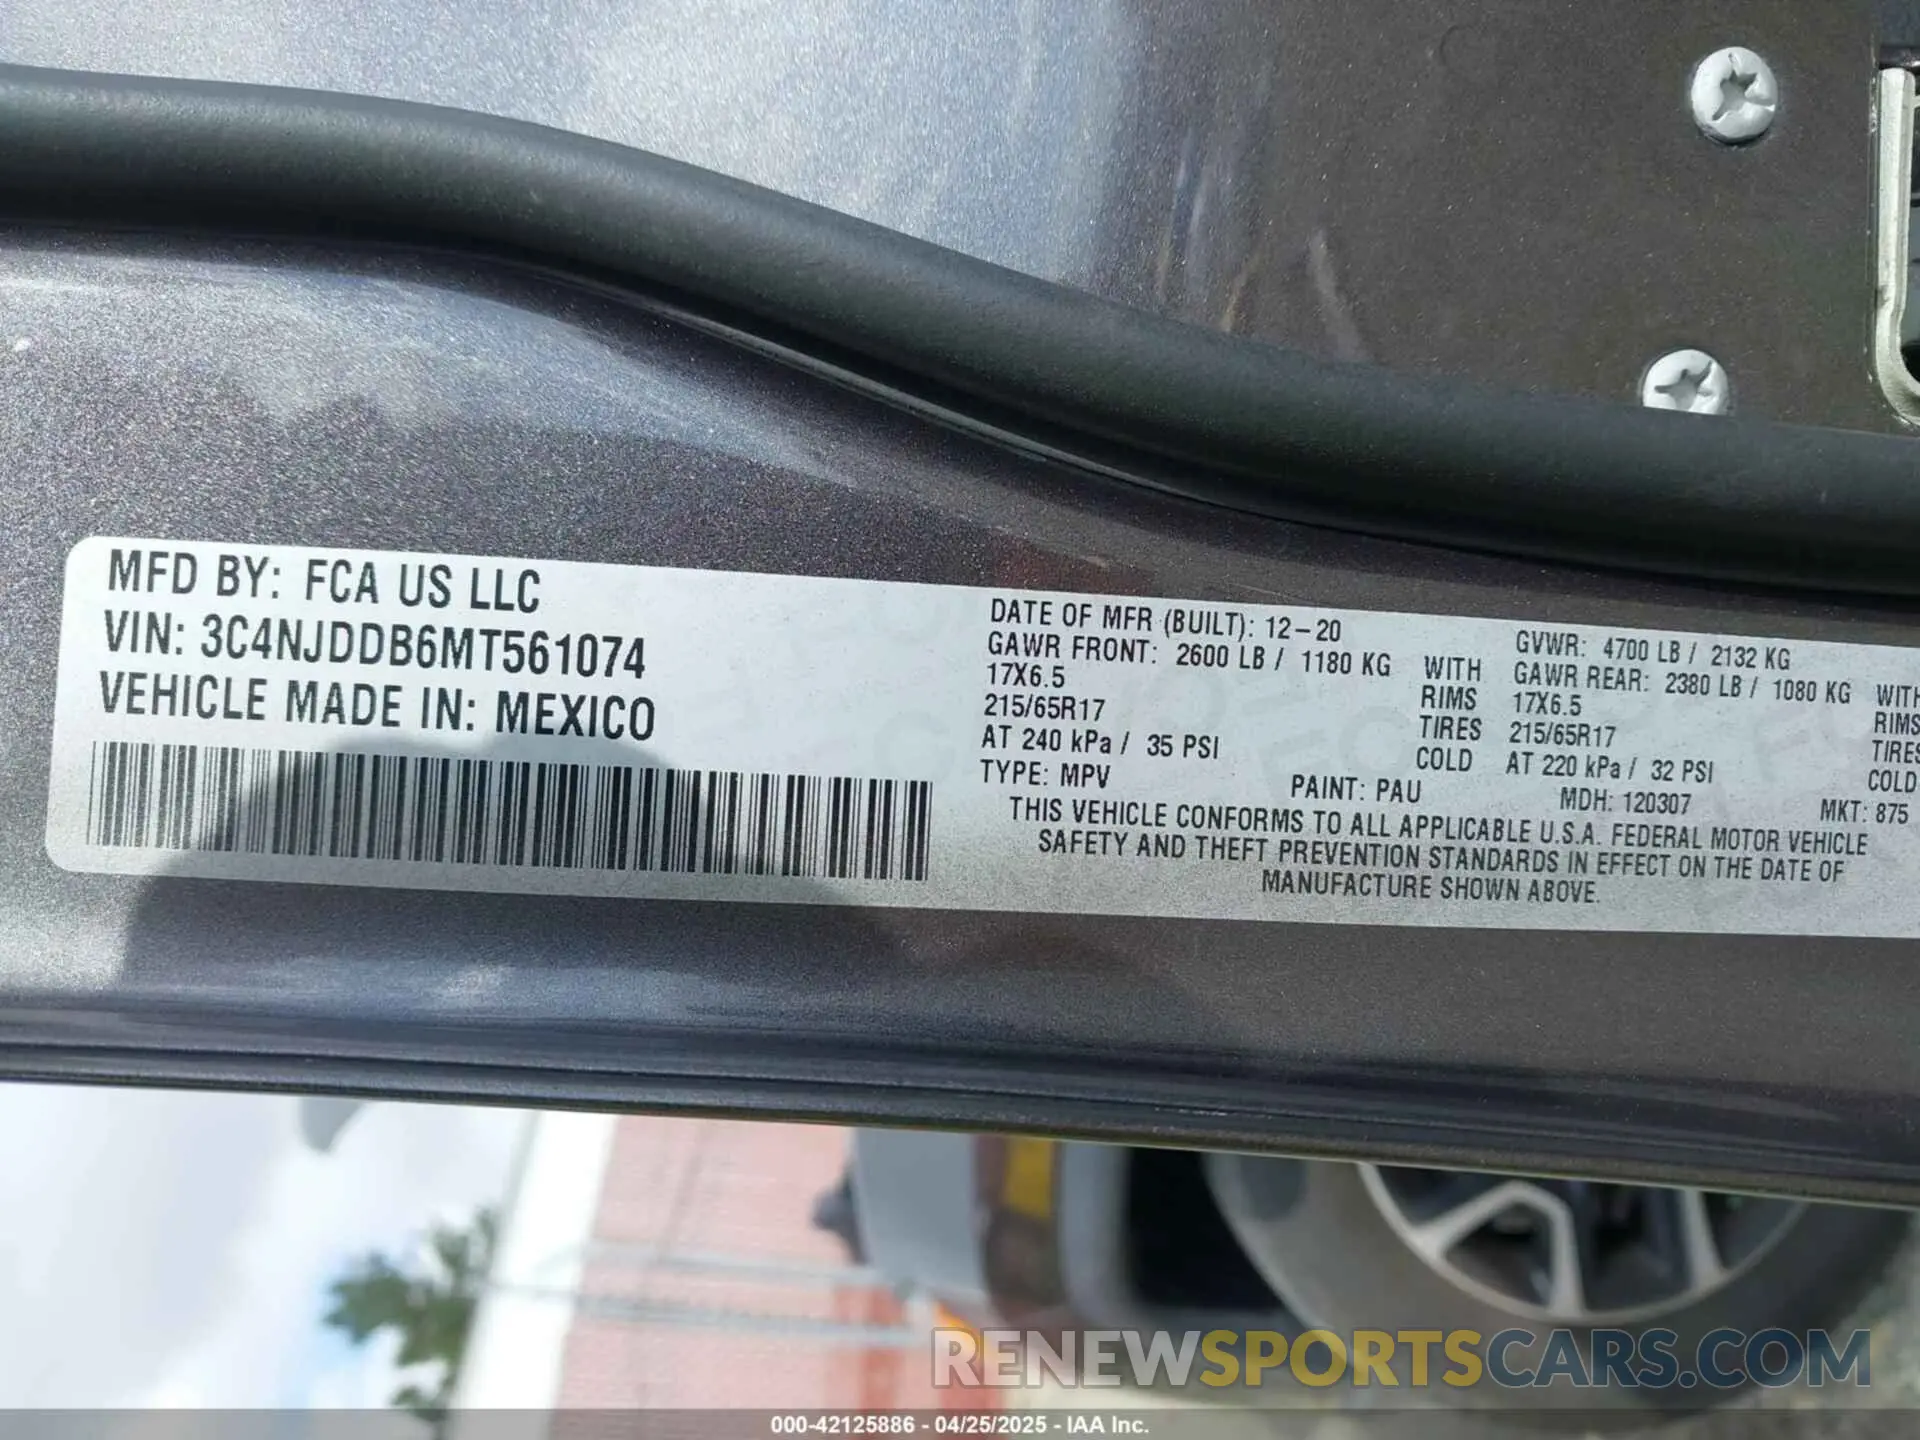 MFD BY: FCA US LLC
VIN: 3C4NJDDB6MT561074
VEHICLE MADE IN: MEXICO
DATE OF MFR (BUILT): 12-20
GVWR: 4700 LB / 2132 KG
GAWR FRONT: 2600 LB / 1180 KG WITH
GAWR REAR: 2380 LB / 1080 KG WITH
17X6.5 RIMS
17X6.5 RIMS
215/65R17 TIRES
215/65R17 TIRES
AT 240 kPa / 35 PSI COLD
AT 220 kPa / 32 PSI COLD
TYPE: MPV PAINT: PAU MDH: 120307 MKT: 875
THIS VEHICLE CONFORMS TO ALL APPLICABLE U.S.A. FEDERAL MOTOR VEHICLE
SAFETY AND THEFT PREVENTION STANDARDS IN EFFECT ON THE DATE OF
MANUFACTURE SHOWN ABOVE.
RENEWSPORTSCARS.COM
000-42125886 - 04/25/2025 - IAA Inc.